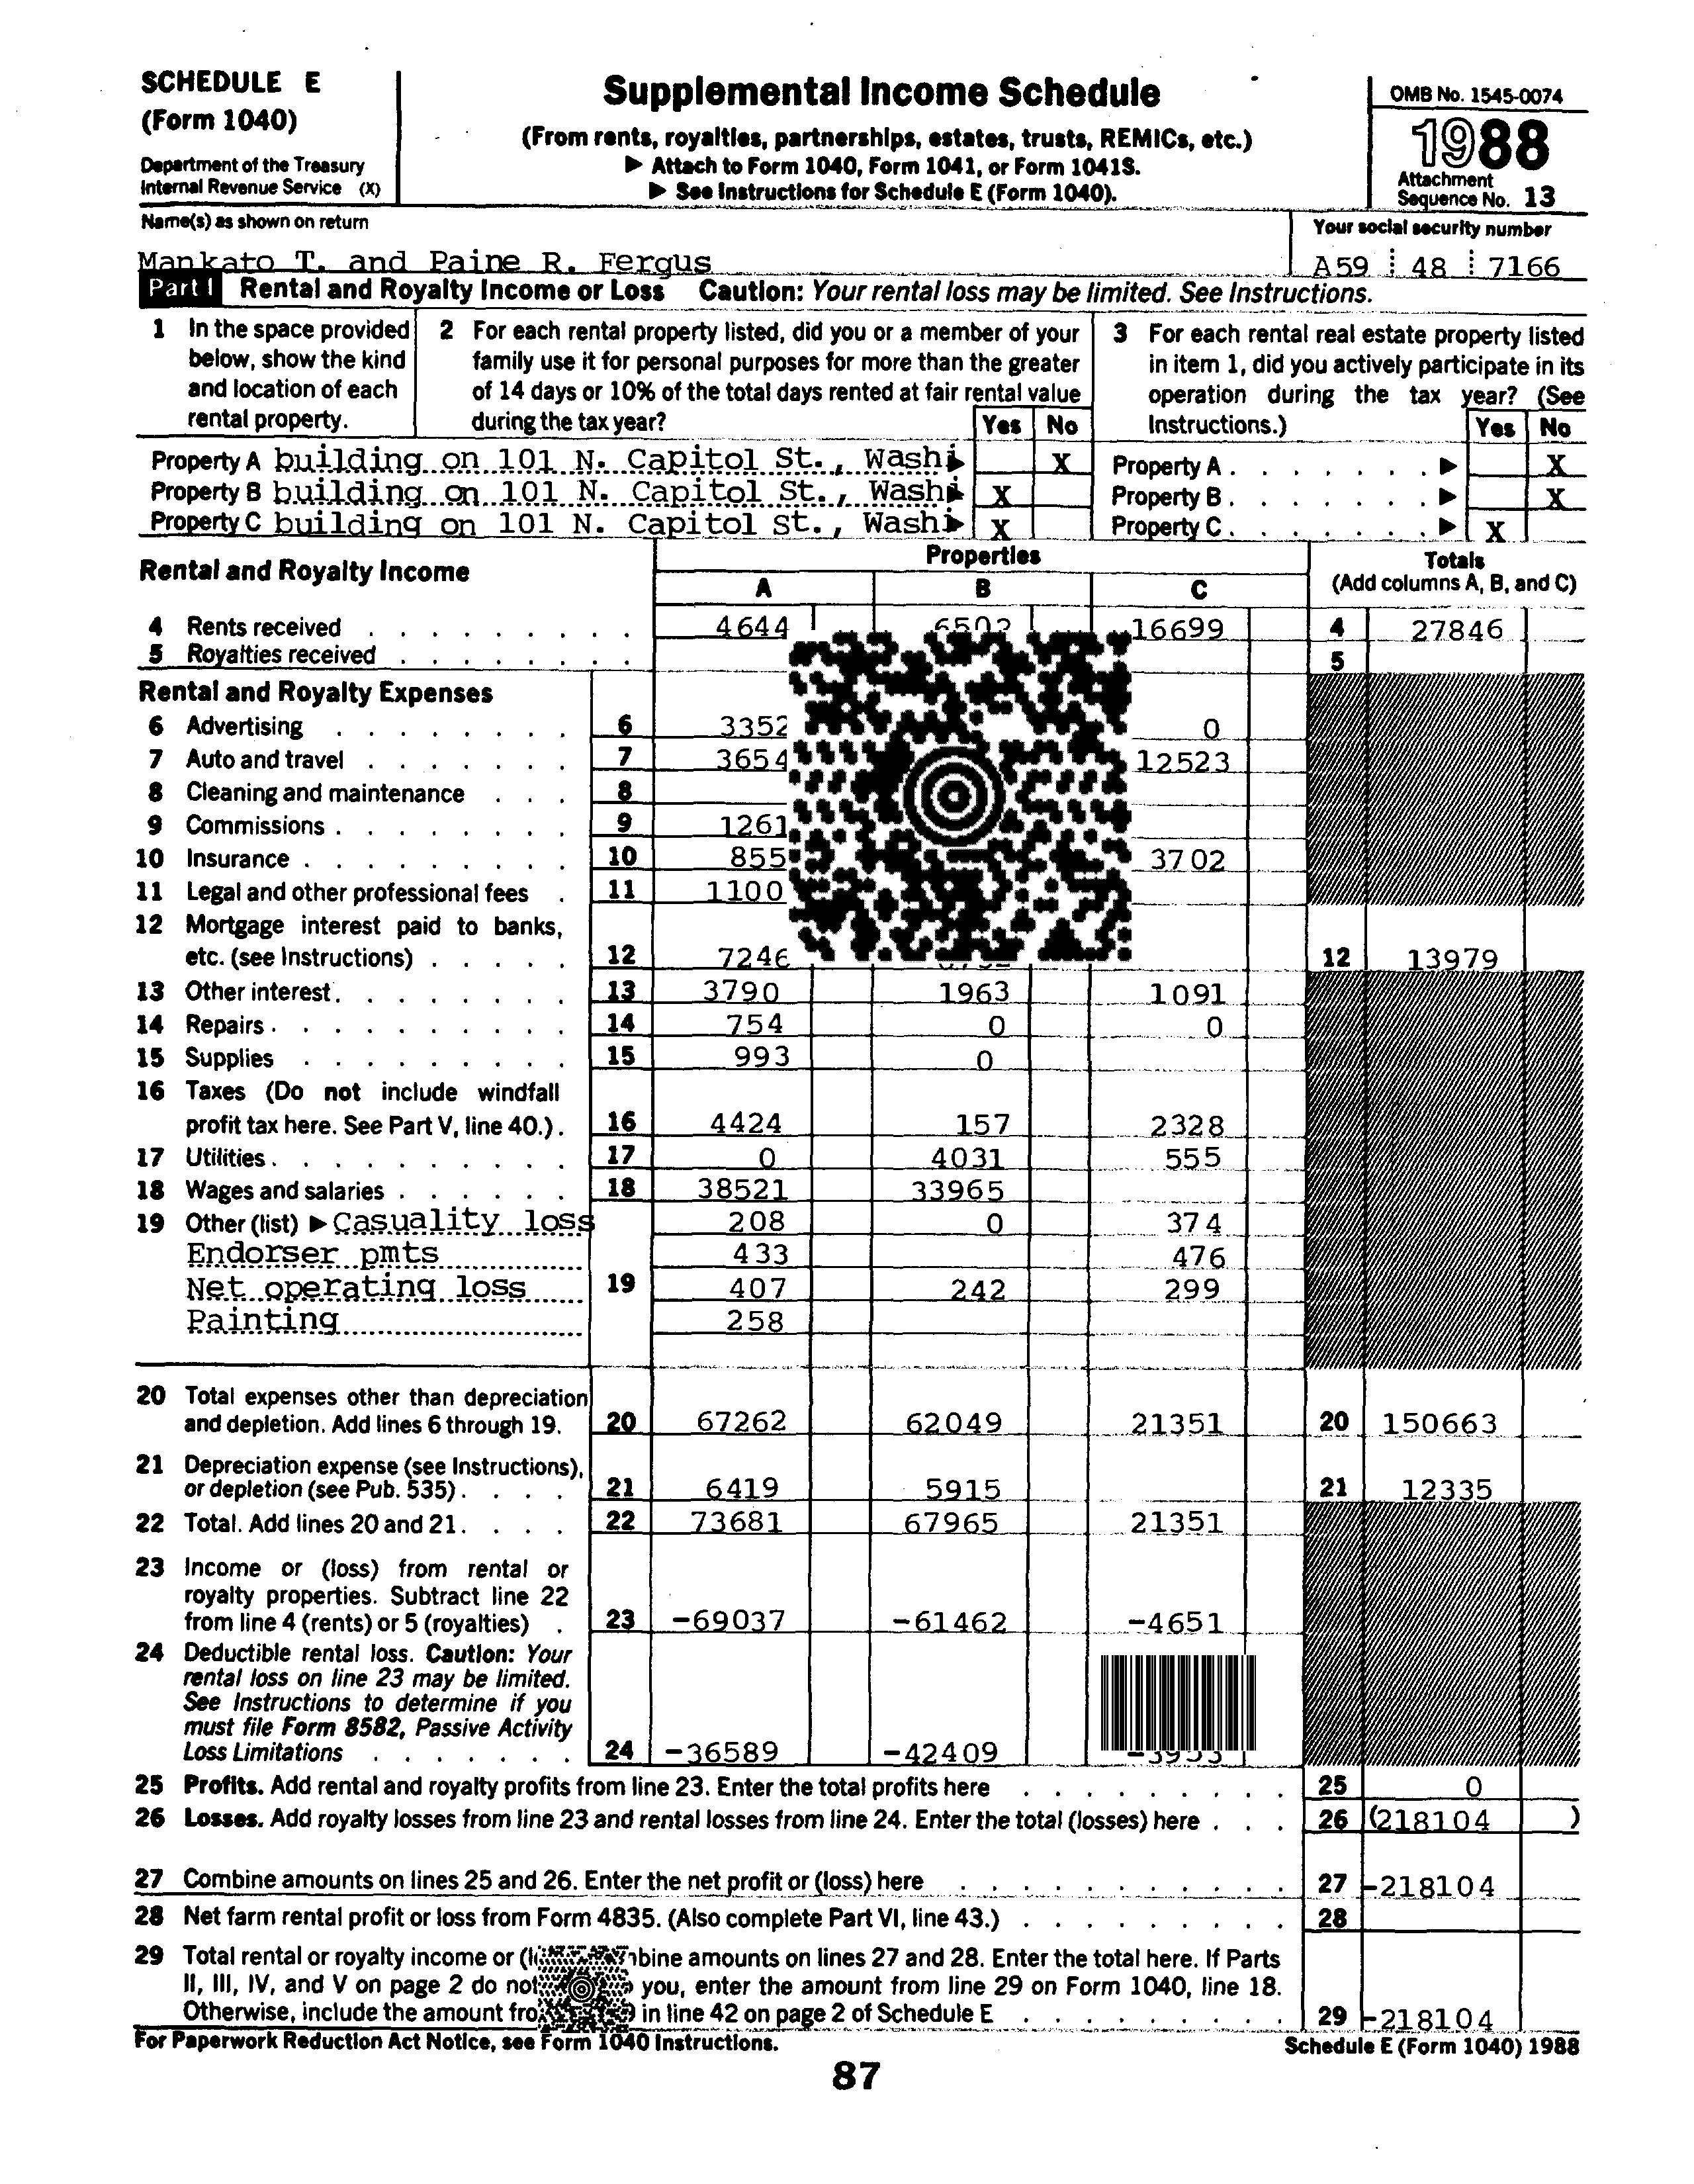 SCHEDULE E
(Form 1040)
Department of the Treasury
Internal Revenue Service (X)
Supplemental Income Schedule
(From rents, royalties, partnerships, estates, trusts, REMICs, etc.)
▶ Attach to Form 1040, Form 1041, or Form 1041S.
▶ See Instructions for Schedule E (Form 1040).
OMB No. 1545-0074
1988
Attachment
Sequence No. 13
Name(s) as shown on return
Your social security number
Mankato T. and Paine R. Fergus
A59 48 7166
Part I Rental and Royalty Income or Loss Caution: Your rental loss may be limited. See Instructions.
1 In the space provided below, show the kind and location of each rental property.
2 For each rental property listed, did you or a member of your family use it for personal purposes for more than the greater of 14 days or 10% of the total days rented at fair rental value during the tax year?
Yes No
3 For each rental real estate property listed in item 1, did you actively participate in its operation during the tax year? (See Instructions.)
Yes No
Property A building on 101 N. Capitol St., Washi▶ X Property A . . . . . . . ▶ X
Property B building on 101 N. Capitol St., Washi▶ X Property B . . . . . . . ▶ X
Property C building on 101 N. Capitol St., Washi▶ X Property C . . . . . . . ▶ X
Rental and Royalty Income
Properties
A B C
Totals
(Add columns A, B, and C)
4 Rents received 4644 6502 16699 4 27846
5 Royalties received 5
Rental and Royalty Expenses
6 Advertising 6 3352 0
7 Auto and travel 7 3654 12523
8 Cleaning and maintenance 8
9 Commissions 9 1261
10 Insurance 10 855 3702
11 Legal and other professional fees 11 1100
12 Mortgage interest paid to banks,
etc. (see Instructions) 12 7246 12 13979
13 Other interest 13 3790 1963 1091
14 Repairs 14 754 0 0
15 Supplies 15 993 0
16 Taxes (Do not include windfall
profit tax here. See Part V, line 40.) 16 4424 157 2328
17 Utilities 17 0 4031 555
18 Wages and salaries 18 38521 33965
19 Other (list) ▶ Casuality loss 208 0 374
Endorser pmts 433 476
Net operating loss 19 407 242 299
Painting 258
20 Total expenses other than depreciation
and depletion. Add lines 6 through 19. 20 67262 62049 21351 20 150663
21 Depreciation expense (see Instructions),
or depletion (see Pub. 535) 21 6419 5915 21 12335
22 Total. Add lines 20 and 21 22 73681 67965 21351
23 Income or (loss) from rental or
royalty properties. Subtract line 22
from line 4 (rents) or 5 (royalties) 23 -69037 -61462 -4651
24 Deductible rental loss. Caution: Your
rental loss on line 23 may be limited.
See Instructions to determine if you
must file Form 8582, Passive Activity
Loss Limitations 24 -36589 -42409
25 Profits. Add rental and royalty profits from line 23. Enter the total profits here 25 0
26 Losses. Add royalty losses from line 23 and rental losses from line 24. Enter the total (losses) here 26 (218104 )
27 Combine amounts on lines 25 and 26. Enter the net profit or (loss) here 27 -218104
28 Net farm rental profit or loss from Form 4835. (Also complete Part VI, line 43.) 28
29 Total rental or royalty income or amounts on lines 27 and 28. Enter the total here. If Parts
II, III, IV, and V on page 2 do not you, enter the amount from line 29 on Form 1040, line 18.
Otherwise, include the amount in line 42 on page 2 of Schedule E 29 -218104
For Paperwork Reduction Act Notice, see Form 1040 Instructions.
Schedule E (Form 1040) 1988
87